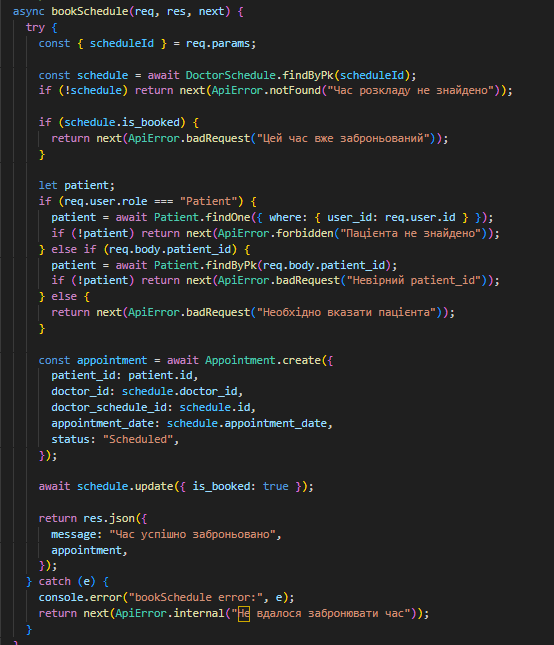 async bookSchedule(req, res, next) {
try {
const { scheduleId } = req.params;
const schedule = await DoctorSchedule.findByPk(scheduleId);
if (!schedule) return next(ApiError.notFound("Час розкладу не знайдено"));
if (schedule.is_booked) {
return next(ApiError.badRequest("Цей час вже заброньований"));
}
let patient;
if (req.user.role === "Patient") {
patient = await Patient.findOne({ where: { user_id: req.user.id } });
if (!patient) return next(ApiError.forbidden("Пацієнта не знайдено"));
} else if (req.body.patient_id) {
patient = await Patient.findByPk(req.body.patient_id);
if (!patient) return next(ApiError.badRequest("Невірний patient_id"));
} else {
return next(ApiError.badRequest("Необхідно вказати пацієнта"));
}
const appointment = await Appointment.create({
patient_id: patient.id,
doctor_id: schedule.doctor_id,
doctor_schedule_id: schedule.id,
appointment_date: schedule.appointment_date,
status: "Scheduled",
});
await schedule.update({ is_booked: true });
return res.json({
message: "Час успішно заброньовано",
appointment,
});
} catch (e) {
console.error("bookSchedule error:", e);
return next(ApiError.internal("Не вдалося забронювати час"));
}
}